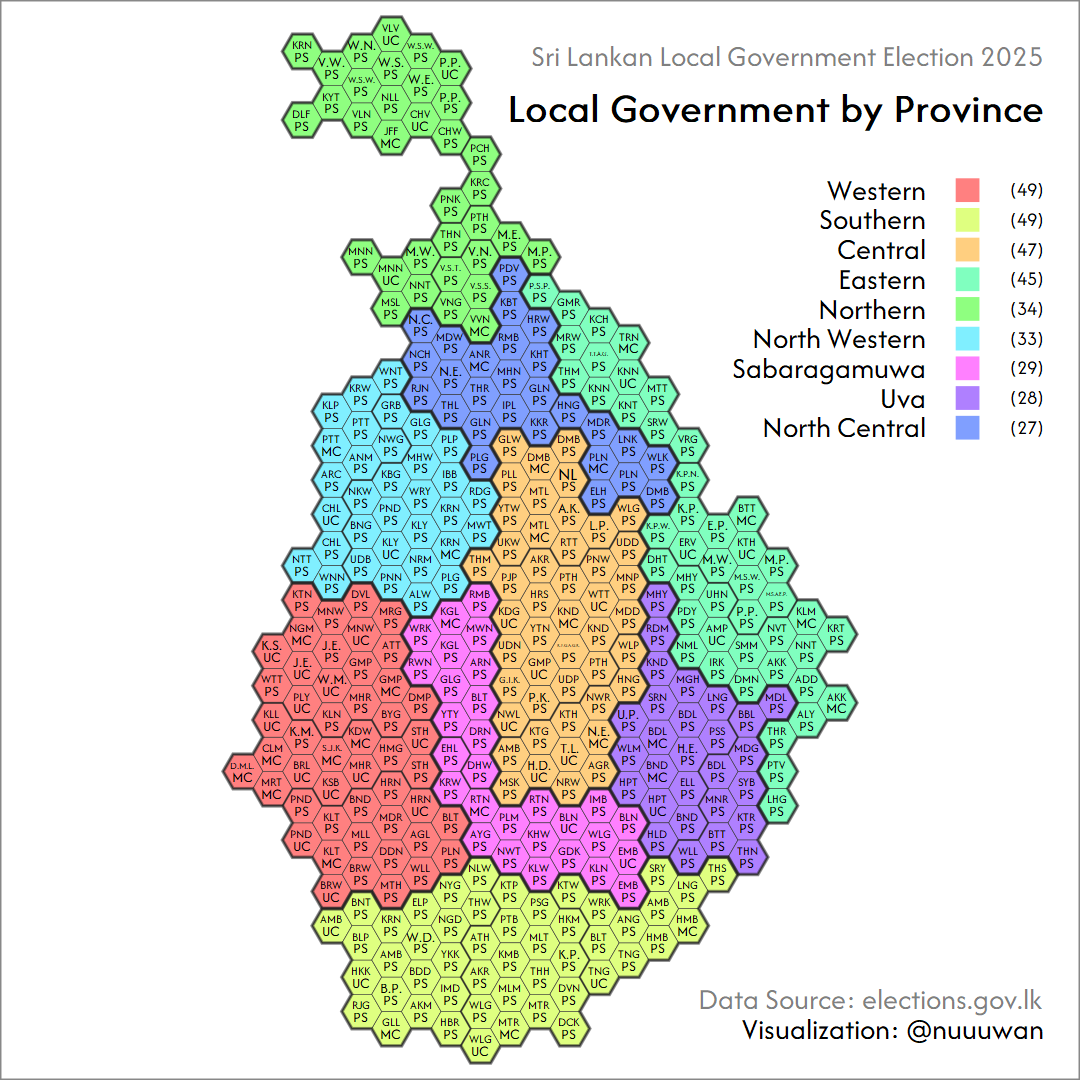 Sri Lankan Local Government Election 2025
Local Government by Province
Western (49)
Southern (49)
Central (47)
Eastern (45)
Northern (34)
North Western (33)
Sabaragamuwa (29)
Uva (28)
North Central (27)
VLV UC
KRN PS W.N. PS W.S.W. PS
V.W. PS W.S. PS P.P. UC
W.S.W. PS W.E. PS
KYT PS NLL PS P.P. PS
DLF PS VLN PS CHV UC
JFF MC CHW PS
PCH PS
KRC PS
PNK PS
PTH PS
THN PS M.E. PS
MNN PS M.W. PS V.N. PS M.P. PS
MNN UC V.S.T. PS PDV PS
NNT PS V.S.S. PS P.S.P. PS
MSL PS VNG PS KBT PS GMR PS
N.C. PS VVN MC HRW PS KCH PS
MDW PS RMB PS MRW PS TRN MC
NCH PS ANR MC KHT PS T.T.A.G. PS
WNT PS N.E. PS MHN PS THM PS KNN UC
KRW PS RJN PS THR PS GLN PS KNN PS MTT PS
KLP PS GRB PS THL PS IPL PS HNG PS KNT PS
PTT PS GLG PS GLN PS KKR PS MDR PS SRW PS
PTT MC NWG PS PLP PS GLW PS DMB PS LNK PS VRG PS
ANM PS MHW PS PLG PS DMB MC PLN MC WLK PS
ARC PS KBG PS IBB PS PLL PS NL PS PLN PS K.P.N. PS
NKW PS WRY PS RDG PS MTL PS ELH PS DMB PS
CHL UC PND PS KRN PS YTW PS A.K. PS WLG PS K.P. PS BTT MC
BNG PS KLY PS MWT PS MTL MC L.P. PS K.P.W. PS E.P. PS
CHL PS KLY UC KRN MC UKW PS RTT PS UDD PS ERV UC KTH UC
NTT PS UDB PS NRM PS THM PS AKR PS PNW PS DHT PS M.W. PS M.P. PS
WNN PS PNN PS PLG PS PJP PS PTH PS MNP PS MHY PS M.S.W. PS
KTN PS DVL PS ALW PS RMB PS HRS PS WTT UC MHY PS UHN PS M.S.&E.P. PS
MNW PS MRG PS KGL MC KDG UC KND MC MDD PS PDY PS P.P. PS KLM MC
NGM MC MNW UC WRK PS MWN PS YTN PS KND PS RDM PS AMP UC NVT PS KRT PS
K.S. UC J.E. PS ATT PS KGL PS UDN PS PS WLP PS NML PS SMM PS NNT PS
J.E. UC GMP PS RWN PS ARN PS GMP UC PTH PS KND PS IRK PS AKK PS
WTT PS W.M. PS GMP MC GLG PS G.I.K. PS UDP PS HNG PS MGH PS DMN PS ADD PS
PLY UC MHR PS DMP PS BLT PS P.K. PS NWR PS SRN PS LNG PS MDL PS AKK MC
KLL UC KLN PS BYG PS YTY PS NWL UC KTH PS U.P. PS BDL PS BBL PS ALY PS
K.M. PS KDW MC STH UC DRN PS KTG PS N.E. MC BDL MC PSS PS THR PS
CLM MC S.J.K. MC HMG PS EHL PS AMB PS T.L. UC WLM PS H.E. PS MDG PS
D.M.L. MC BRL UC MHR UC STH PS DHW PS H.D. UC AGR PS BND MC BDL PS PTV PS
MRT MC KSB UC HRN PS KRW PS MSK PS NRW PS HPT PS ELL PS SYB PS
PND PS BND PS HRN UC RTN MC RTN PS IMB PS HPT UC MNR PS LHG PS
KLT PS MDR PS BLT PS PLM PS BLN UC BLN PS BND PS KTR PS
PND UC MLL PS AGL PS AYG PS KHW PS WLG PS HLD PS BTT PS
KLT MC DDN PS PLN PS NWT PS GDK PS EMB UC WLL PS THN PS
BRW PS WLL PS NLW PS KLW PS KLN PS SRY PS THS PS
BRW UC MTH PS NYG PS KTP PS KTW PS EMB PS LNG PS
BNT PS ELP PS THW PS PSG PS WRK PS AMB PS
AMB UC KRN PS NGD PS PTB PS HKM PS ANG PS HMB MC
BLP PS W.D. PS ATH PS MLT PS BLT PS HMB PS
AMB PS YKK PS KMB PS K.P. PS TNG PS
HKK UC BDD PS AKR PS THH PS TNG UC
B.P. PS IMD PS MLM PS DVN PS
RJG PS AKM PS WLG PS MTR PS
GLL MC HBR PS MTR MC DCK PS
WLG UC
Data Source: elections.gov.lk
Visualization: @nuuuwan